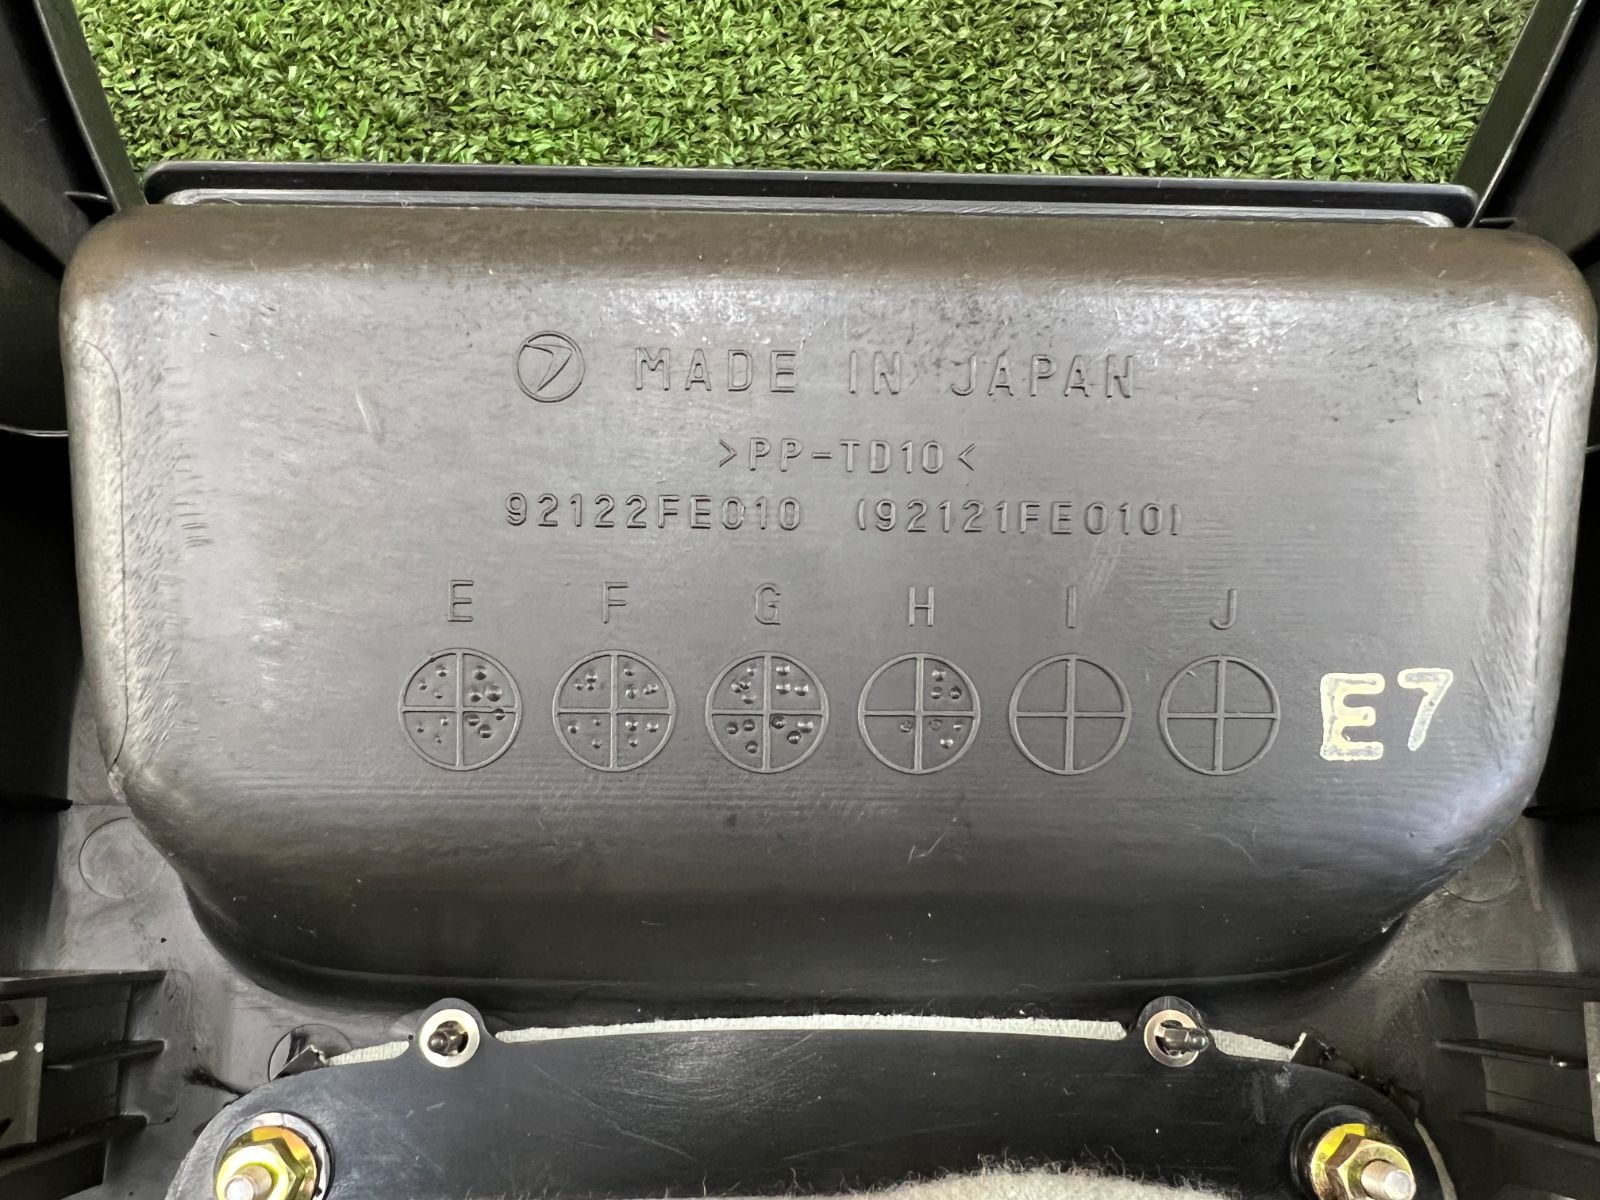 MADE IN JAPAN
>PP-TD10<
92122FE010 (92121FE010)
E F G H I J
E7